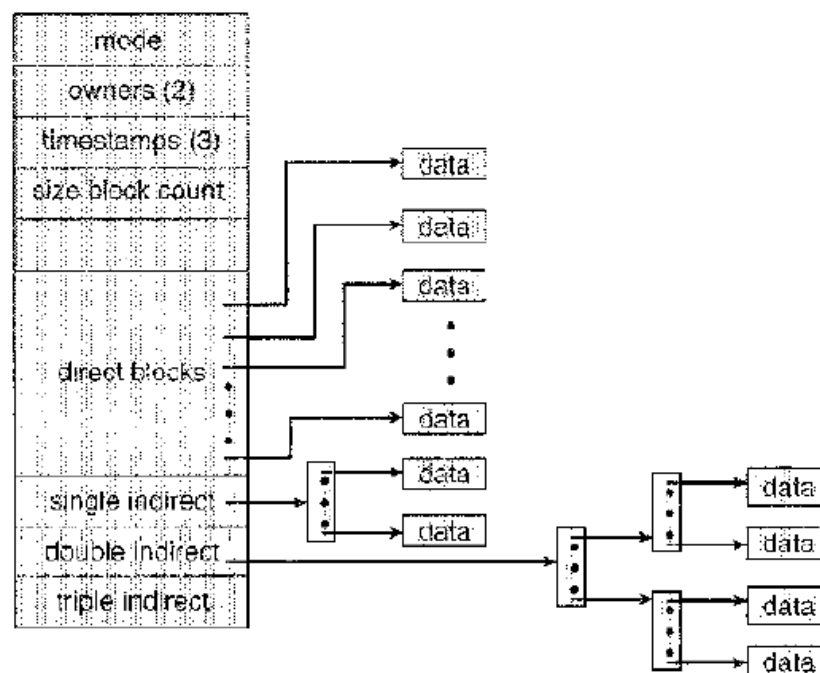 mode
owners (2)
timestamps (3)
size block count
direct blocks
single indirect
double indirect
triple indirect
data
data
data
data
data
data
data
data
data
data